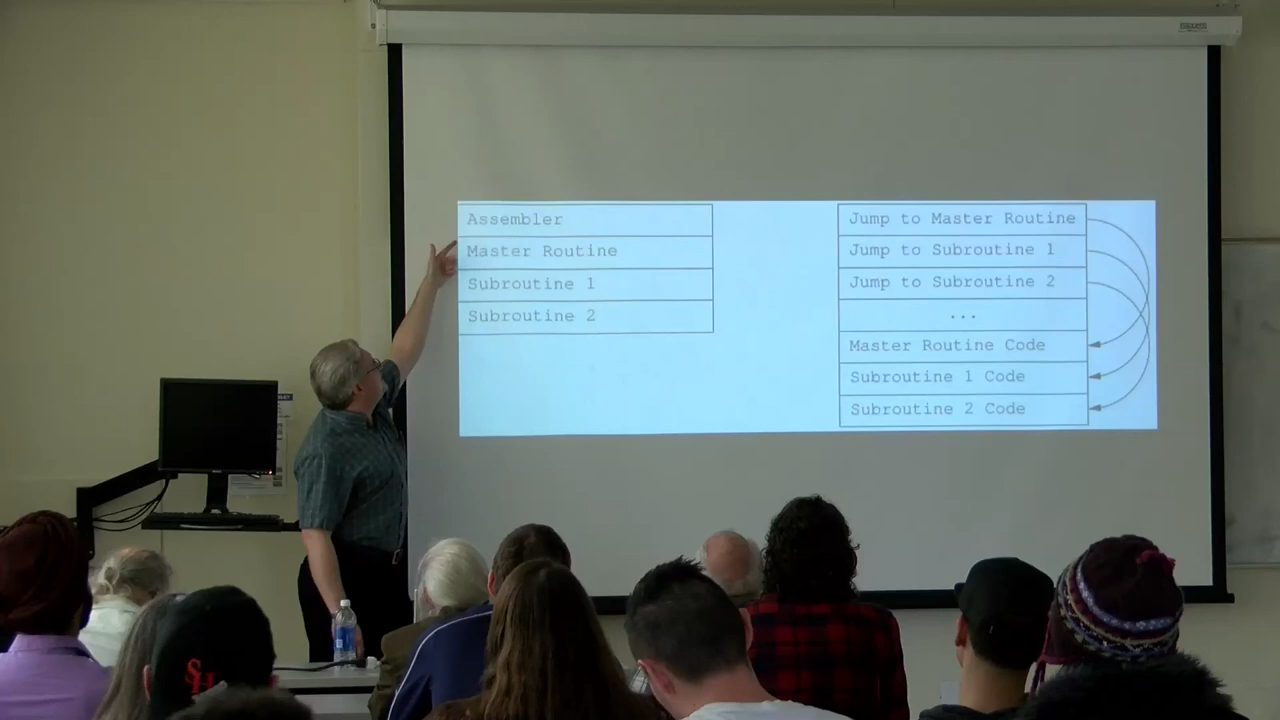 Assembler
Master Routine
Subroutine 1
Subroutine 2
Jump to Master Routine
Jump to Subroutine 1
Jump to Subroutine 2
...
Master Routine Code
Subroutine 1 Code
Subroutine 2 Code
SH